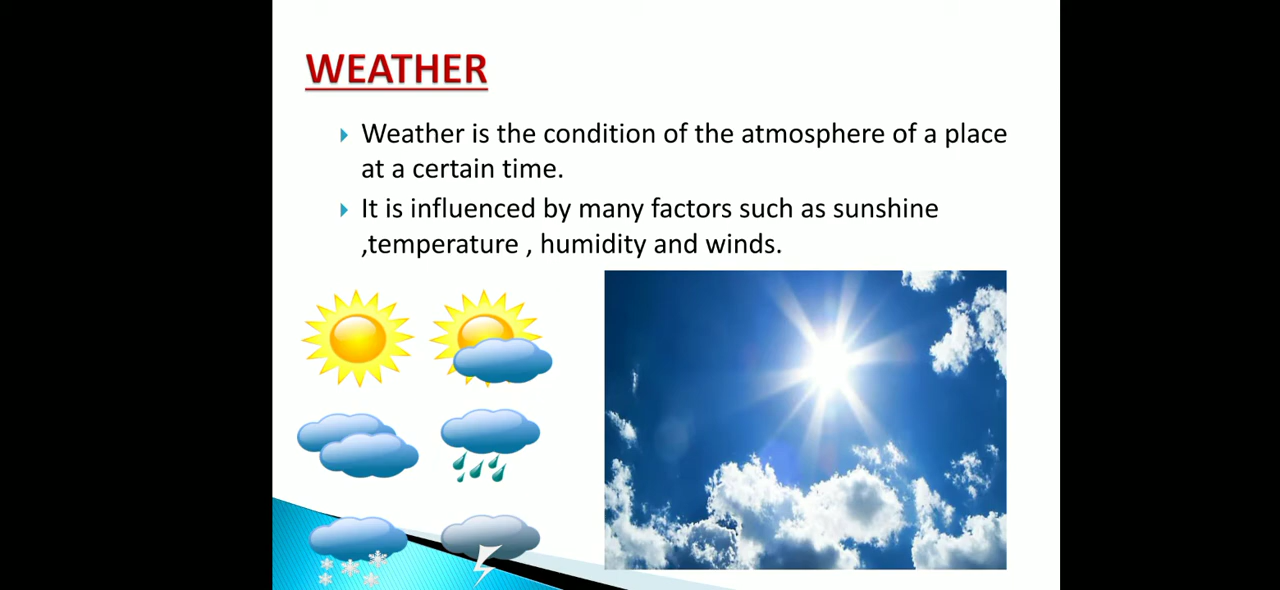 WEATHER
Weather is the condition of the atmosphere of a place
at a certain time.
It is influenced by many factors such as sunshine
,temperature , humidity and winds.